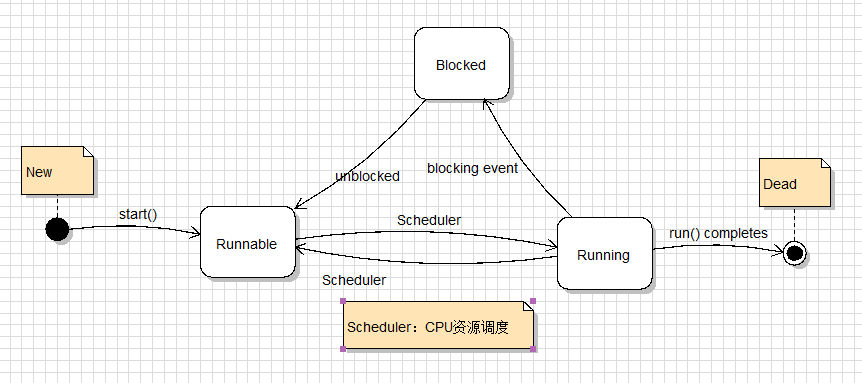 Blocked
New
unblocked
blocking event
Dead
start()
Scheduler
Runnable
Running
run() completes
Scheduler
Scheduler：CPU资源调度